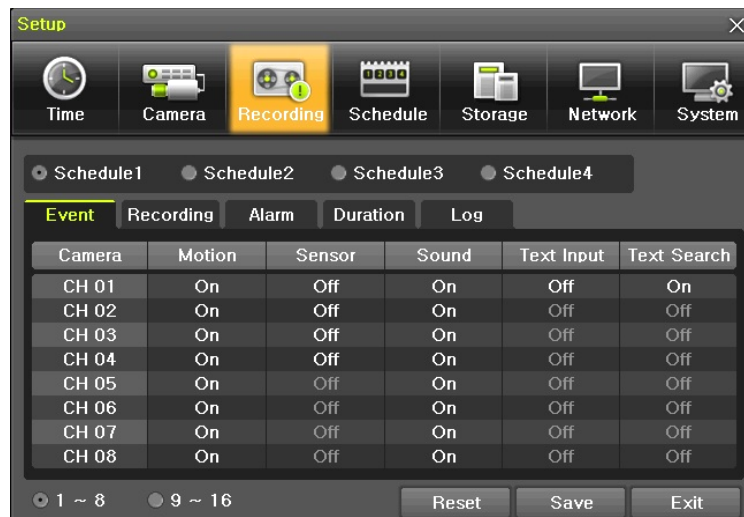 Setup
Time Camera Recording Schedule Storage Network System
Schedule1 Schedule2 Schedule3 Schedule4
Event Recording Alarm Duration Log
Camera Motion Sensor Sound Text Input Text Search
CH 01 On Off On Off On
CH 02 On Off On Off Off
CH 03 On Off On Off Off
CH 04 On Off On Off Off
CH 05 On Off On Off Off
CH 06 On Off On Off Off
CH 07 On Off On Off Off
CH 08 On Off On Off Off
1 ~ 8 9 ~ 16 Reset Save Exit